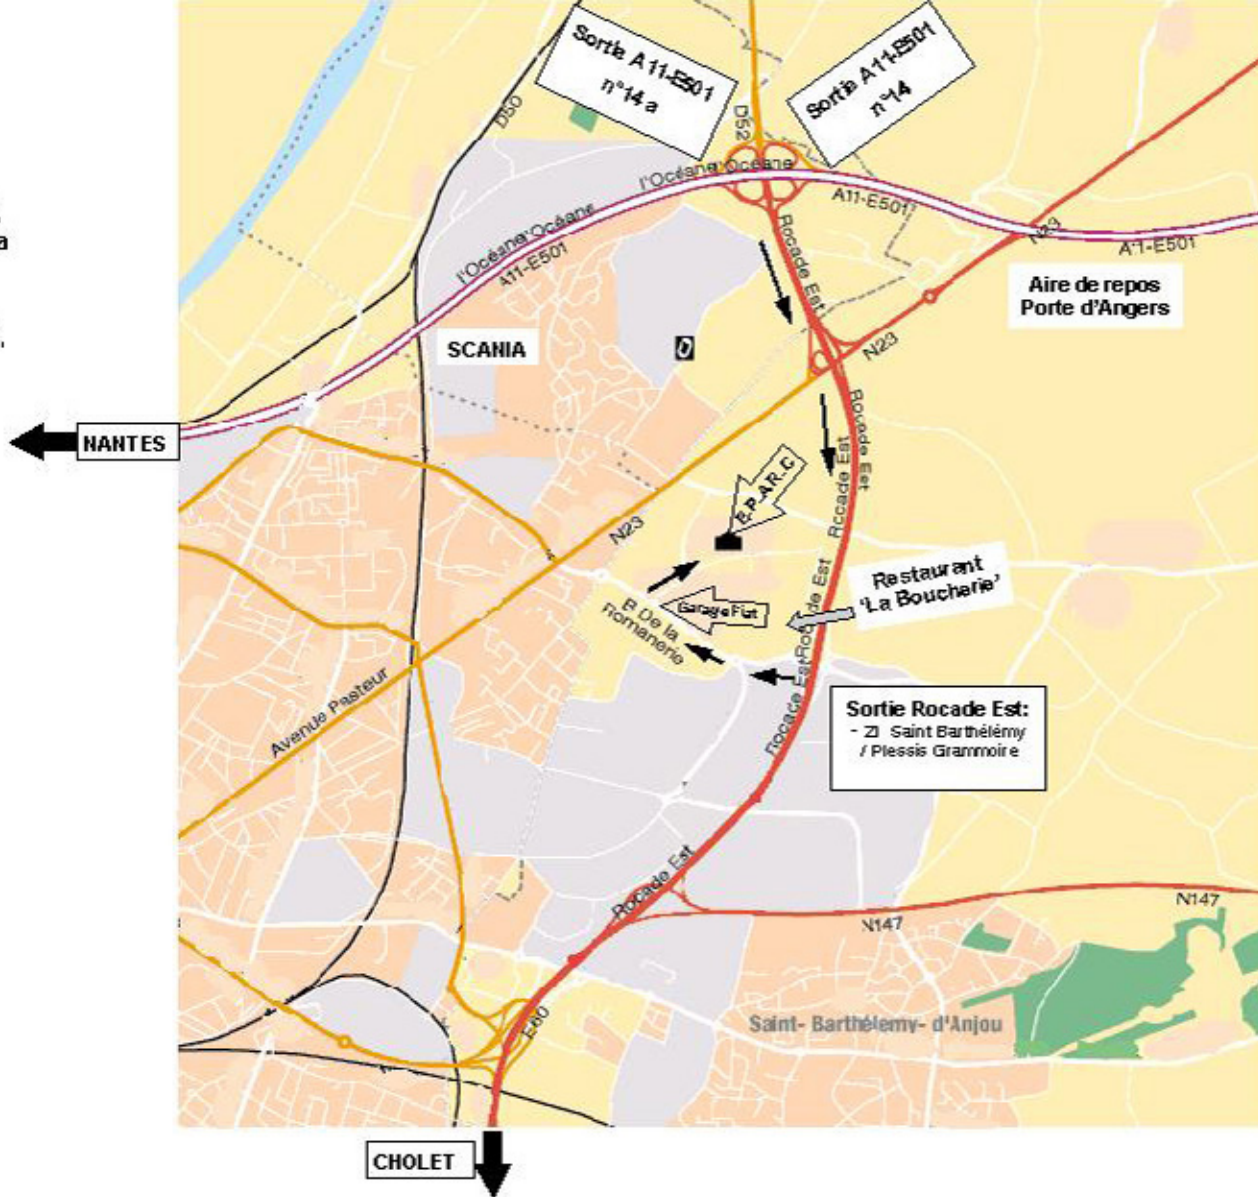 Sortie A11-E501
n°14 a
Sortie A11-E501
n°14
D50
D52
l'Océane
l'Océane
Océane
Océane
A11-E501
A11-E501
A11-E501
a
Rocade Est
N23
Aire de repos
Porte d'Angers
SCANIA
N23
NANTES
Rocade Est
Rocade Est
E.P.AR.C
N23
Restaurant
'La Boucherie'
Rocade Est
Garage Fiat
B De la
Romanerie
Rocade Est
Avenue Pasteur
Sortie Rocade Est:
- ZI Saint Barthélémy
/ Plessis Grammoire
Rocade Est
N147
N147
E60
Saint- Barthélemy- d'Anjou
CHOLET